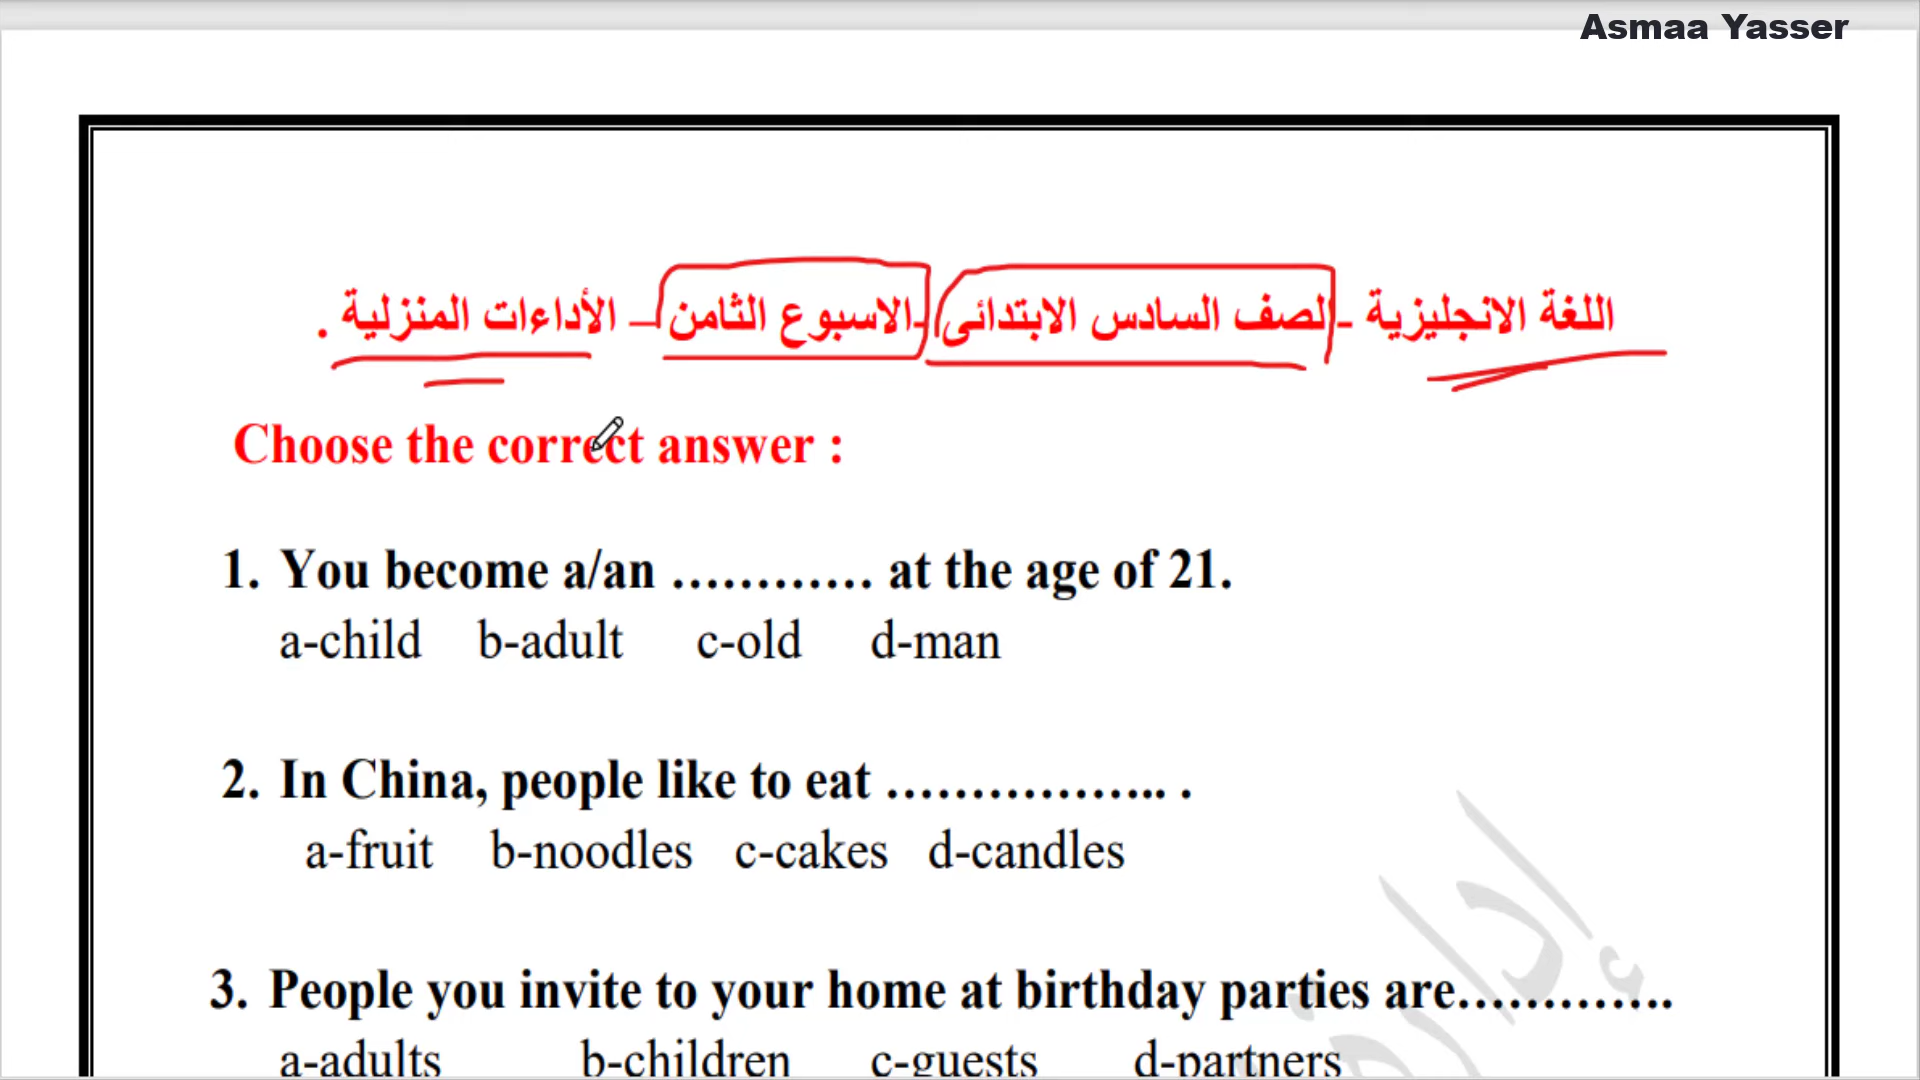 Asmaa Yasser
اللغة الانجليزية - الصف السادس الابتدائى - الاسبوع الثامن – الأداءات المنزلية .
Choose the correct answer :
1. You become a/an ………… at the age of 21.
a-child b-adult c-old d-man
2. In China, people like to eat …………….. .
a-fruit b-noodles c-cakes d-candles
3. People you invite to your home at birthday parties are………….
a-adults b-children c-guests d-partners